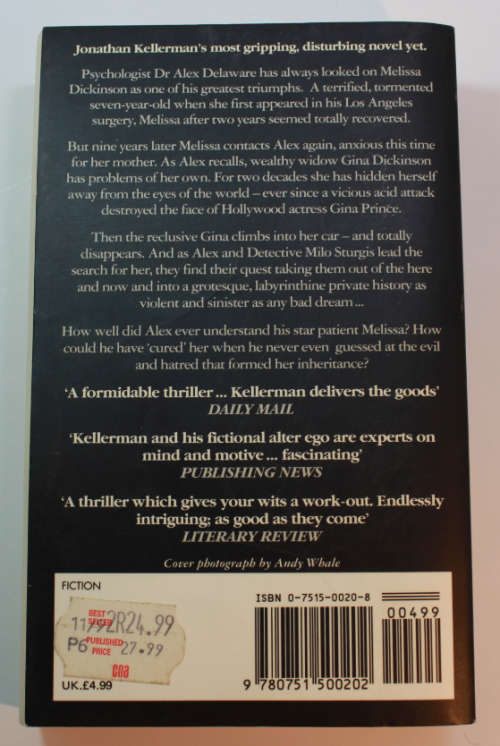 Jonathan Kellerman's most gripping, disturbing novel yet.
Psychologist Dr Alex Delaware has always looked on Melissa
Dickinson as one of his greatest triumphs. A terrified, tormented
seven-year-old when she first appeared in his Los Angeles
surgery, Melissa after two years seemed totally recovered.
But nine years later Melissa contacts Alex again, anxious this time
for her mother. As Alex recalls, wealthy widow Gina Dickinson
has problems of her own. For two decades she has hidden herself
away from the eyes of the world – ever since a vicious acid attack
destroyed the face of Hollywood actress Gina Prince.
Then the reclusive Gina climbs into her car – and totally
disappears. And as Alex and Detective Milo Sturgis lead the
search for her, they find their quest taking them out of the here
and now and into a grotesque, labyrinthine private history as
violent and sinister as any bad dream ...
How well did Alex ever understand his star patient Melissa? How
could he have 'cured' her when he never even guessed at the evil
and hatred that formed her inheritance?
'A formidable thriller ... Kellerman delivers the goods'
DAILY MAIL
'Kellerman and his fictional alter ego are experts on
mind and motive ... fascinating'
PUBLISHING NEWS
'A thriller which gives your wits a work-out. Endlessly
intriguing; as good as they come'
LITERARY REVIEW
Cover photograph by Andy Whale
FICTION
BEST
SELLER
11/92 R24.99
PUBLISHED
P6 PRICE 27.99
cna
UK.£4.99
ISBN 0-7515-0020-8
00499
9 780751 500202